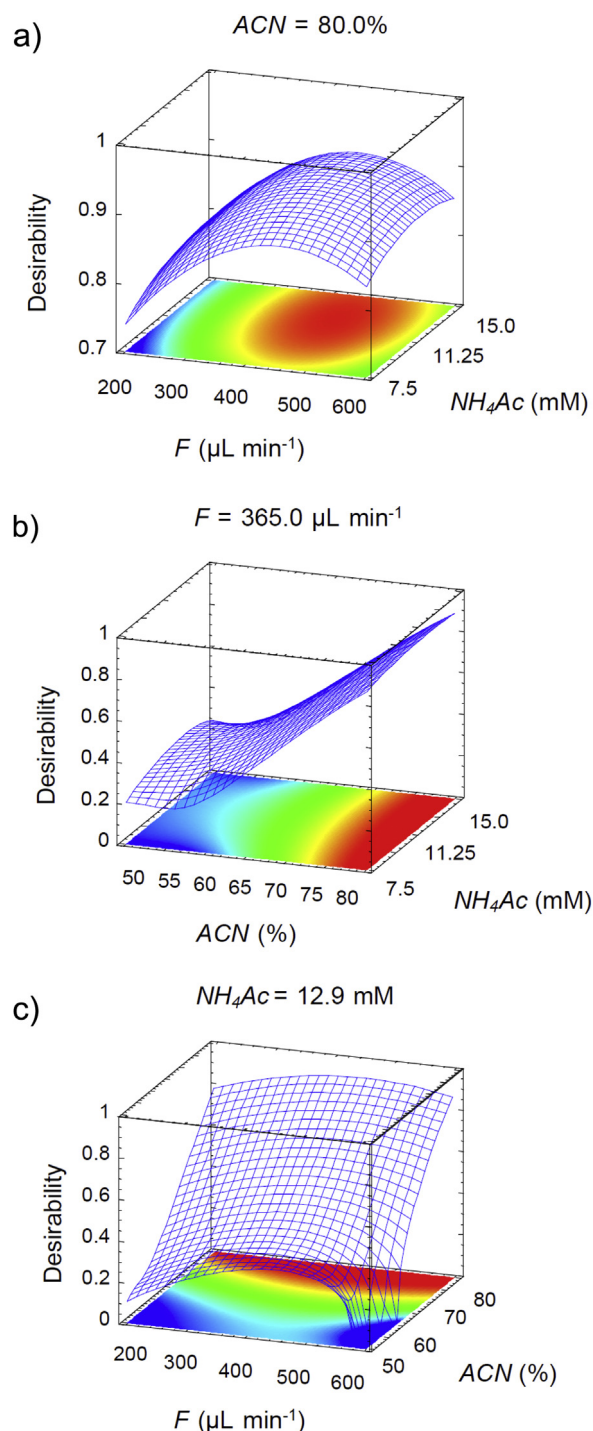 a)
ACN = 80.0%
1
0.9
0.8
0.7
Desirability
200 300 400 500 600
F (µL min-1)
7.5 11.25 15.0
NH4Ac (mM)
b)
F = 365.0 µL min-1
1
0.8
0.6
0.4
0.2
0
Desirability
50 55 60 65 70 75 80
ACN (%)
7.5 11.25 15.0
NH4Ac (mM)
c)
NH4Ac = 12.9 mM
1
0.8
0.6
0.4
0.2
0
Desirability
200 300 400 500 600
F (µL min-1)
50 60 70 80
ACN (%)